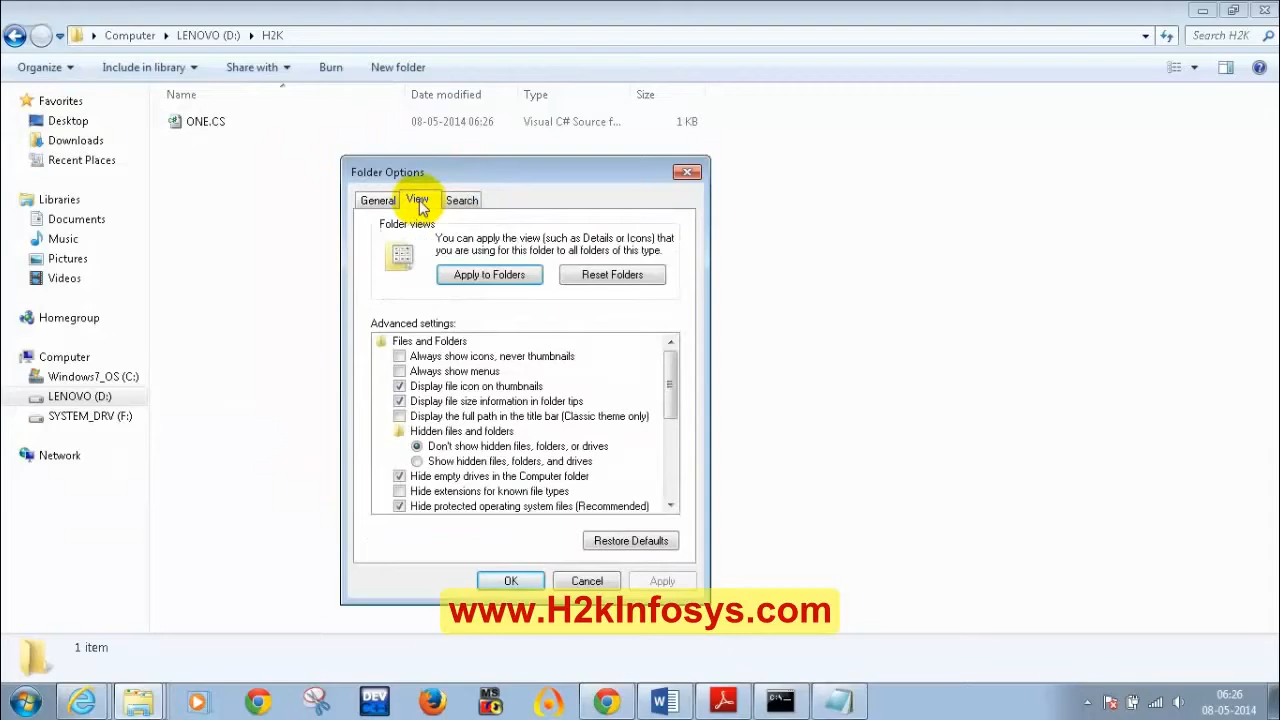 Computer
LENOVO (D:)
H2K
Search H2K
Organize
Include in library
Share with
Burn
New folder
Favorites
Desktop
Downloads
Recent Places
Libraries
Documents
Music
Pictures
Videos
Homegroup
Computer
Windows7_OS (C:)
LENOVO (D:)
SYSTEM_DRV (F:)
Network
Name
Date modified
Type
Size
ONE.CS
08-05-2014 06:26
Visual C# Source f...
1 KB
Folder Options
General
View
Search
Folder views
You can apply the view (such as Details or Icons) that
you are using for this folder to all folders of this type.
Apply to Folders
Reset Folders
Advanced settings:
Files and Folders
Always show icons, never thumbnails
Always show menus
Display file icon on thumbnails
Display file size information in folder tips
Display the full path in the title bar (Classic theme only)
Hidden files and folders
Don't show hidden files, folders, or drives
Show hidden files, folders, and drives
Hide empty drives in the Computer folder
Hide extensions for known file types
Hide protected operating system files (Recommended)
Restore Defaults
OK
Cancel
Apply
www.H2kInfosys.com
1 item
DEV
MS
06:26
08-05-2014